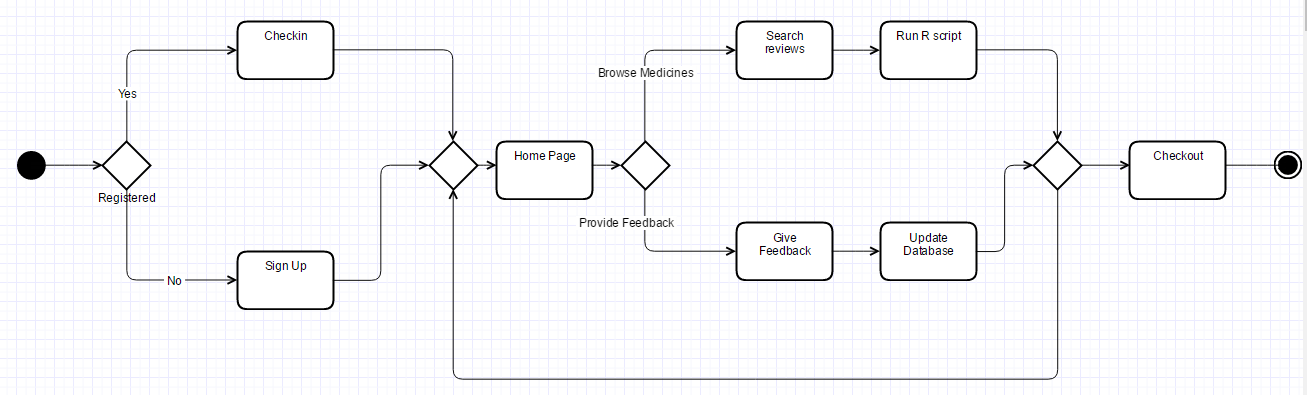 Checkin
Search
reviews
Run R script
Browse Medicines
Yes
Home Page
Checkout
Registered
Provide Feedback
Give
Feedback
Update
Database
Sign Up
No